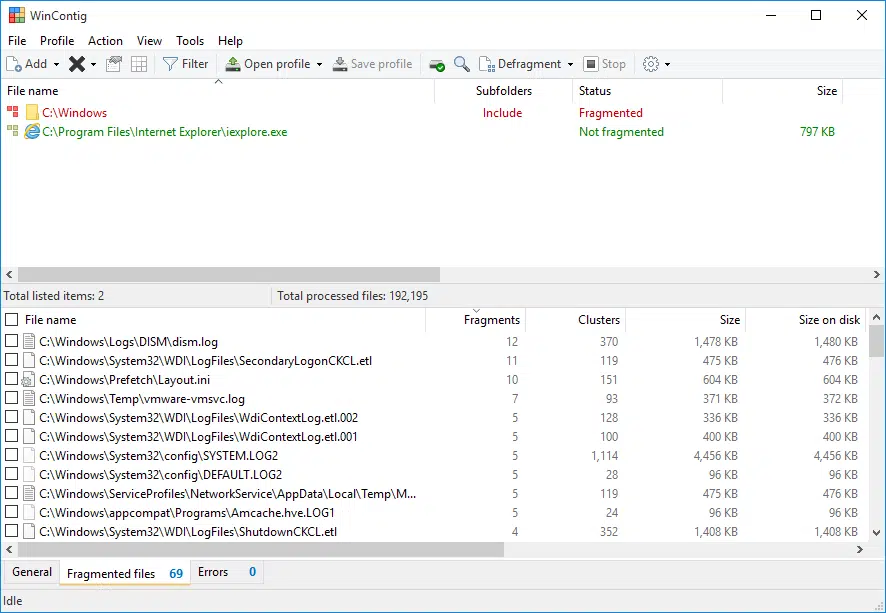 WinContig
File Profile Action View Tools Help
Add Filter Open profile Save profile Defragment Stop
File name Subfolders Status Size
C:\Windows Include Fragmented
C:\Program Files\Internet Explorer\iexplore.exe Not fragmented 797 KB
Total listed items: 2 Total processed files: 192,195
File name Fragments Clusters Size Size on disk
C:\Windows\Logs\DISM\dism.log 12 370 1,478 KB 1,480 KB
C:\Windows\System32\WDI\LogFiles\SecondaryLogonCKCL.etl 11 119 475 KB 476 KB
C:\Windows\Prefetch\Layout.ini 10 151 604 KB 604 KB
C:\Windows\Temp\vmware-vmsvc.log 7 93 371 KB 372 KB
C:\Windows\System32\WDI\LogFiles\WdiContextLog.etl.002 5 128 336 KB 336 KB
C:\Windows\System32\WDI\LogFiles\WdiContextLog.etl.001 5 100 400 KB 400 KB
C:\Windows\System32\config\SYSTEM.LOG2 5 1,114 4,456 KB 4,456 KB
C:\Windows\System32\config\DEFAULT.LOG2 5 28 96 KB 96 KB
C:\Windows\ServiceProfiles\NetworkService\AppData\Local\Temp\M... 5 119 475 KB 476 KB
C:\Windows\appcompat\Programs\Amcache.hve.LOG1 5 24 96 KB 96 KB
C:\Windows\System32\WDI\LogFiles\ShutdownCKCL.etl 4 352 1,408 KB 1,408 KB
General Fragmented files 69 Errors 0
Idle